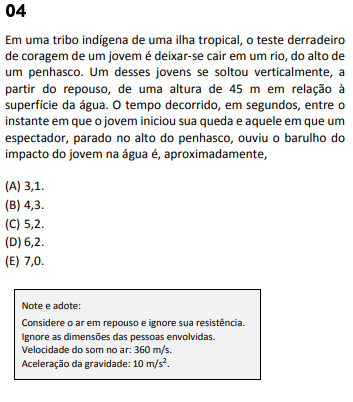 04
Em uma tribo indígena de uma ilha tropical, o teste derradeiro
de coragem de um jovem é deixar-se cair em um rio, do alto de
um penhasco. Um desses jovens se soltou verticalmente, a
partir do repouso, de uma altura de 45 m em relação à
superfície da água. O tempo decorrido, em segundos, entre o
instante em que o jovem iniciou sua queda e aquele em que um
espectador, parado no alto do penhasco, ouviu o barulho do
impacto do jovem na água é, aproximadamente,
(A) 3,1.
(B) 4,3.
(C) 5,2.
(D) 6,2.
(E) 7,0.
Note e adote:
Considere o ar em repouso e ignore sua resistência.
Ignore as dimensões das pessoas envolvidas.
Velocidade do som no ar: 360 m/s.
Aceleração da gravidade: 10 m/s².